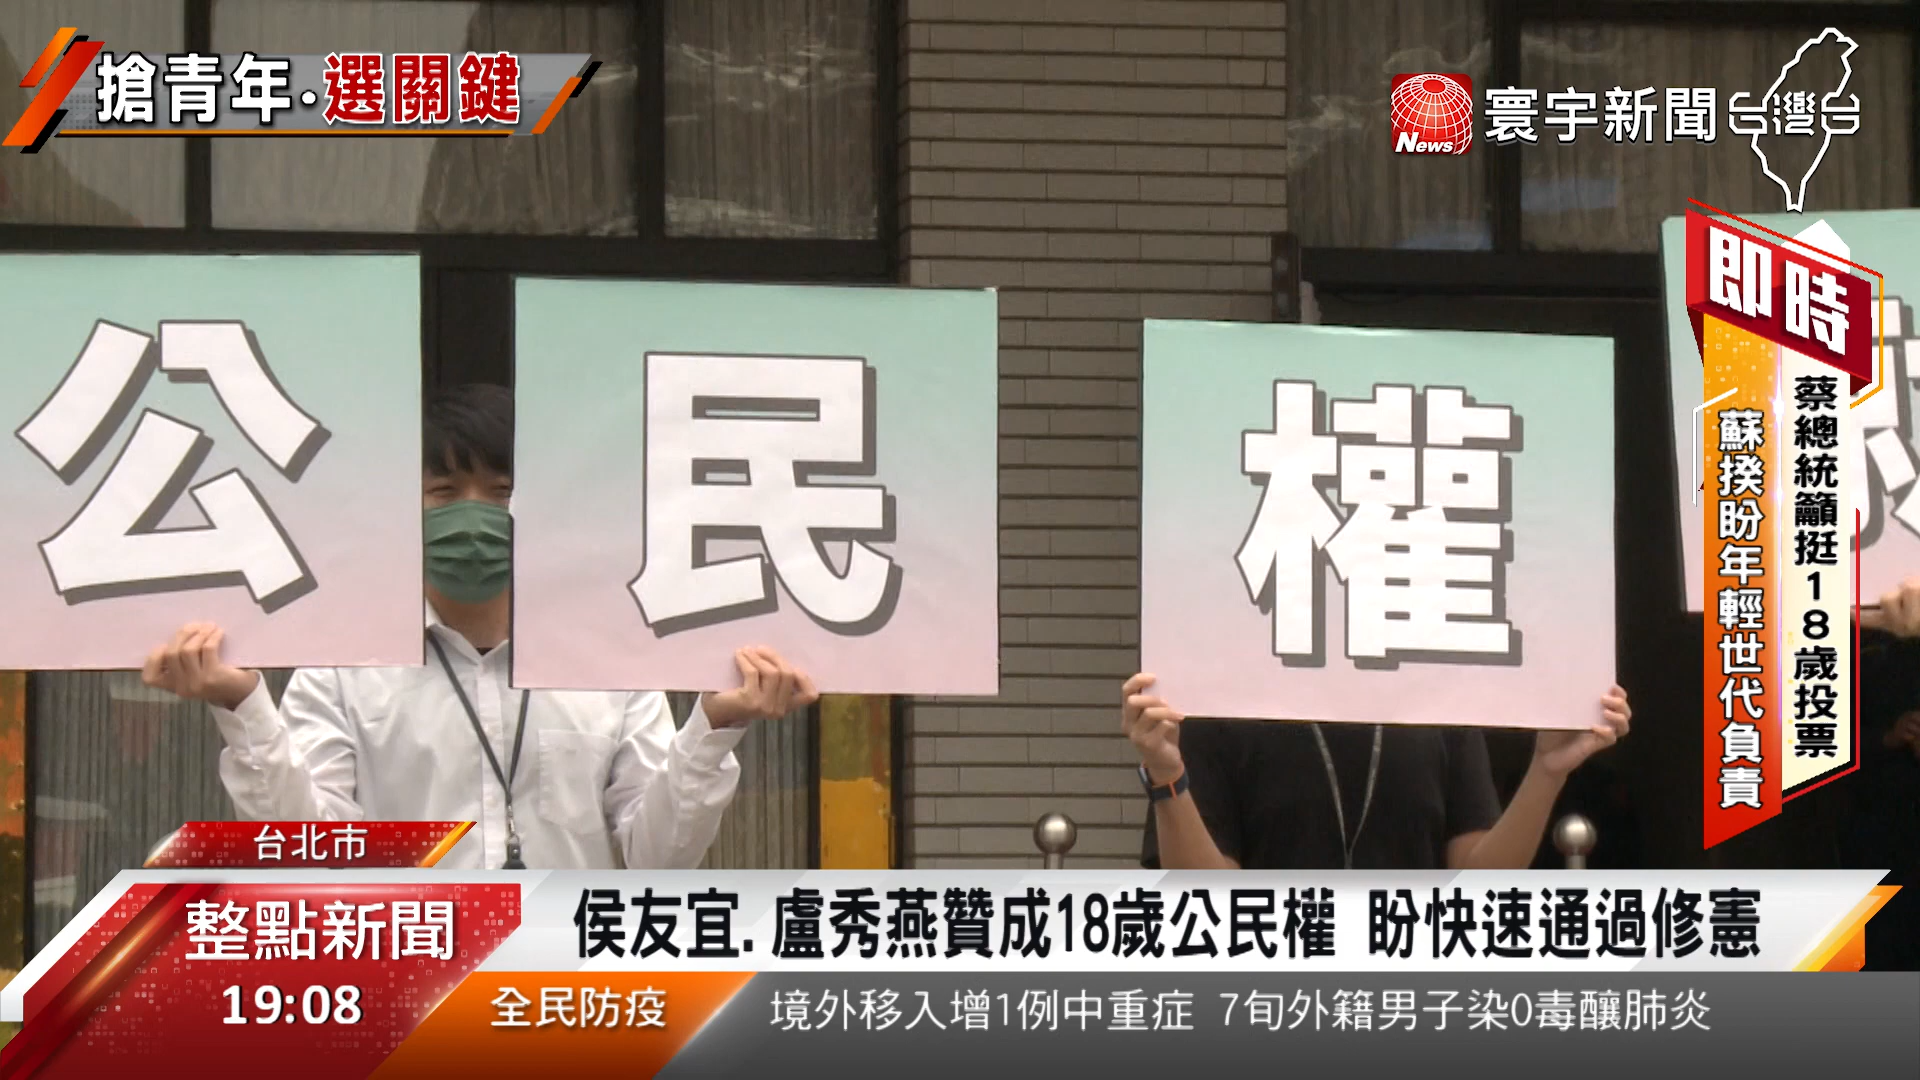 搶青年·選關鍵
News
寰宇新聞
台灣台
公
民
權
即時
蔡總統籲挺18歲投票
蘇揆盼年輕世代負責
台北市
整點新聞
侯友宜.盧秀燕贊成18歲公民權 盼快速通過修憲
19:08
全民防疫
境外移入增1例中重症 7旬外籍男子染O毒釀肺炎